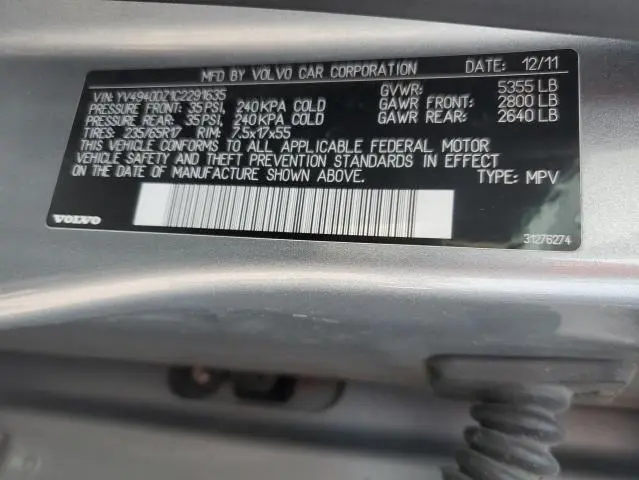 MFD BY VOLVO CAR CORPORATION DATE: 12/11
VIN: YV4940DZ1C2291635 GVWR: 5355 LB
PRESSURE FRONT: 35 PSI, 240 KPA COLD GAWR FRONT: 2800 LB
PRESSURE REAR: 35 PSI, 240 KPA COLD GAWR REAR: 2640 LB
TIRES: 235/65R17 RIM: 7.5x17x55
THIS VEHICLE CONFORMS TO ALL APPLICABLE FEDERAL MOTOR
VEHICLE SAFETY AND THEFT PREVENTION STANDARDS IN EFFECT
ON THE DATE OF MANUFACTURE SHOWN ABOVE. TYPE: MPV
VOLVO 31276274